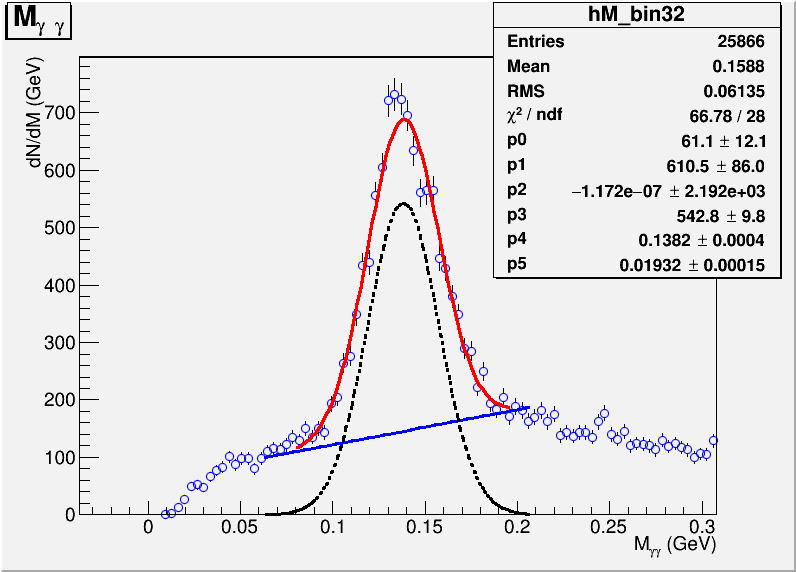 M γ γ
hM_bin32
Entries 25866
Mean 0.1588
RMS 0.06135
χ² / ndf 66.78 / 28
p0 61.1 ± 12.1
p1 610.5 ± 86.0
p2 −1.172e−07 ± 2.192e+03
p3 542.8 ± 9.8
p4 0.1382 ± 0.0004
p5 0.01932 ± 0.00015
dN/dM (GeV)
700
600
500
400
300
200
100
0
0 0.05 0.1 0.15 0.2 0.25 0.3
M γγ (GeV)